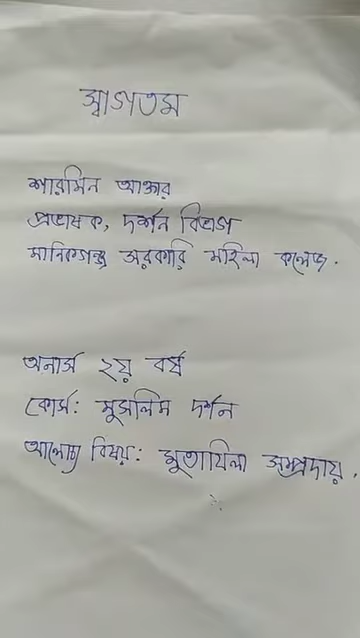 স্বাগতম
শারমিন আক্তার
প্রভাষক, দর্শন বিভাগ
মানিকগঞ্জ সরকারি মহিলা কলেজ.
অনার্স ২য় বর্ষ
কোর্স: মুসলিম দর্শন
আলোচ্য বিষয়: মুতাযিলা সম্প্রদায়.